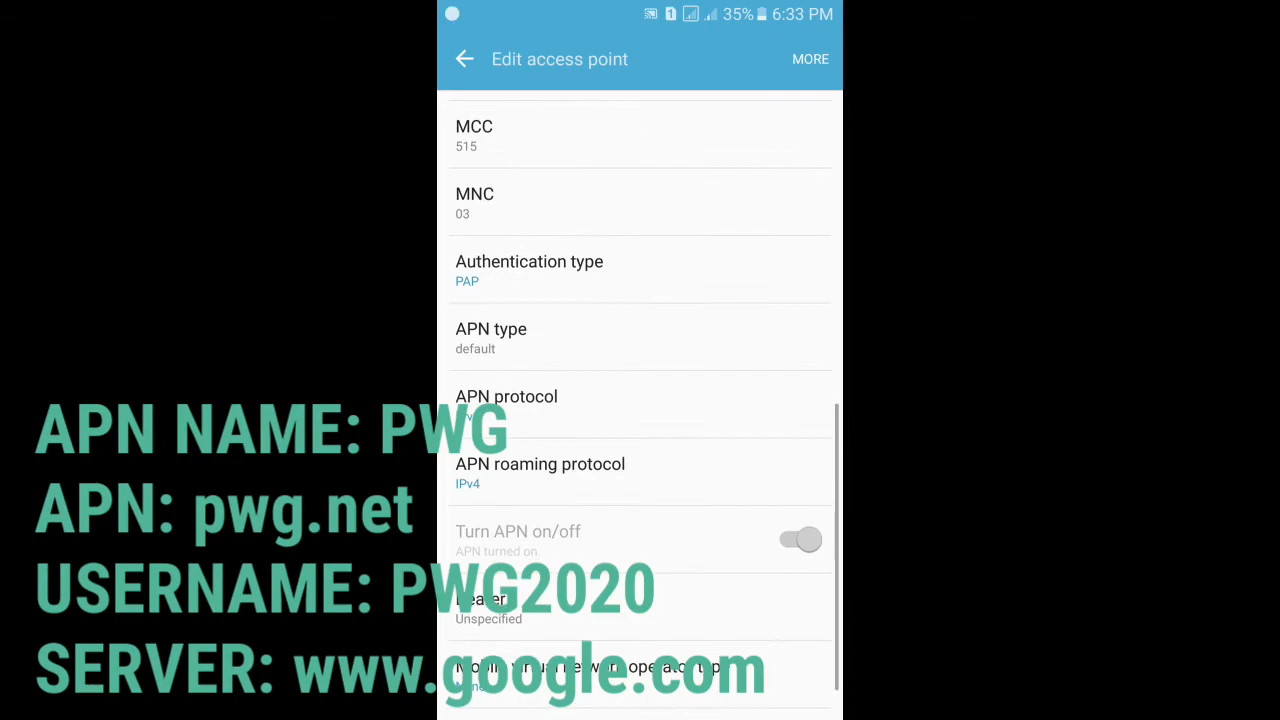 1 35% 6:33 PM
Edit access point MORE
MCC
515
MNC
03
Authentication type
PAP
APN type
default
APN protocol
APN NAME: PWG
APN roaming protocol
IPv4
APN: pwg.net
Turn APN on/off
APN turned on.
USERNAME: PWG2020
Unspecified
SERVER: www.google.com